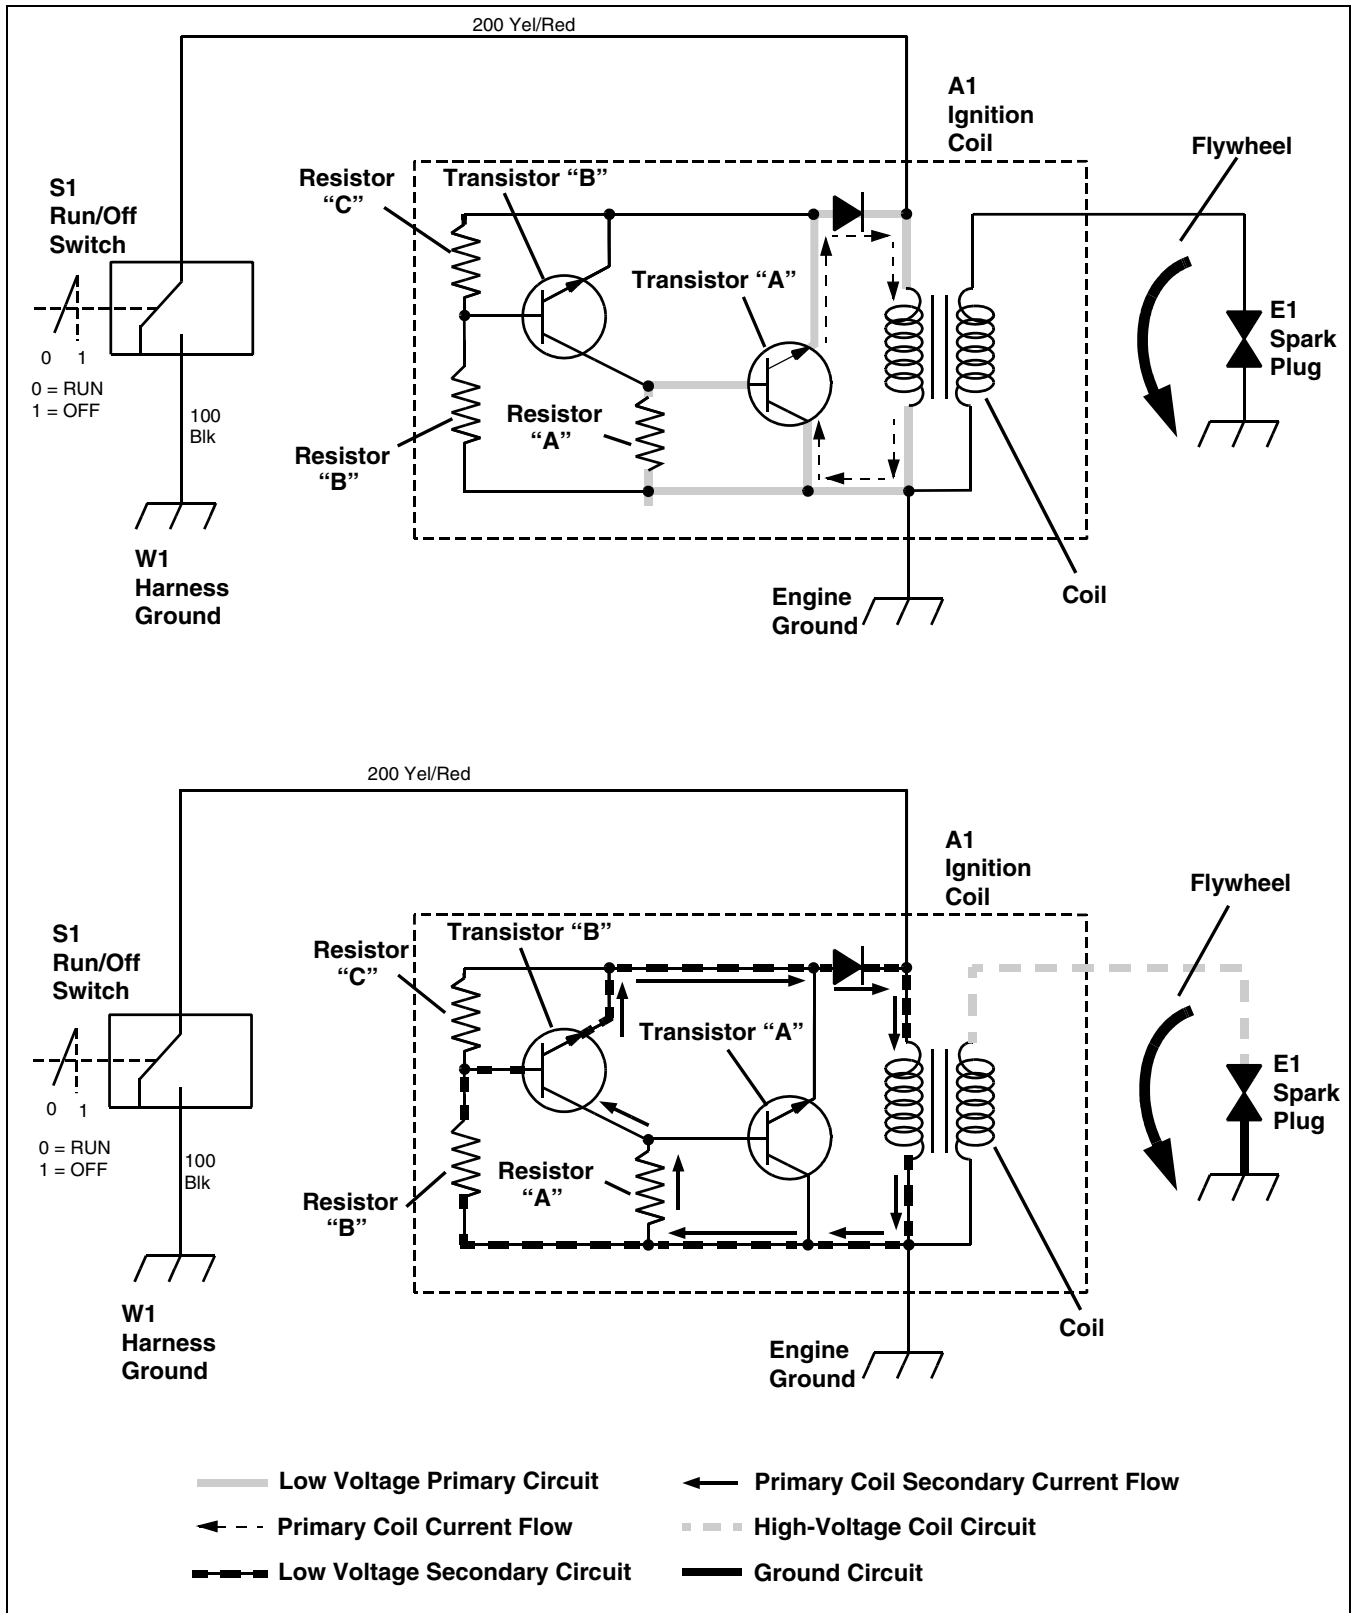 200 Yel/Red
A1
Ignition
Coil
Flywheel
S1
Run/Off
Switch
Resistor
“C”
Transistor “B”
Transistor “A”
E1
Spark
Plug
0 1
0 = RUN
1 = OFF
100
Blk
Resistor
“A”
Resistor
“B”
W1
Harness
Ground
Engine
Ground
Coil
200 Yel/Red
A1
Ignition
Coil
Flywheel
S1
Run/Off
Switch
Resistor
“C”
Transistor “B”
Transistor “A”
E1
Spark
Plug
0 1
0 = RUN
1 = OFF
100
Blk
Resistor
“A”
Resistor
“B”
W1
Harness
Ground
Engine
Ground
Coil
Low Voltage Primary Circuit
Primary Coil Secondary Current Flow
Primary Coil Current Flow
High-Voltage Coil Circuit
Low Voltage Secondary Circuit
Ground Circuit